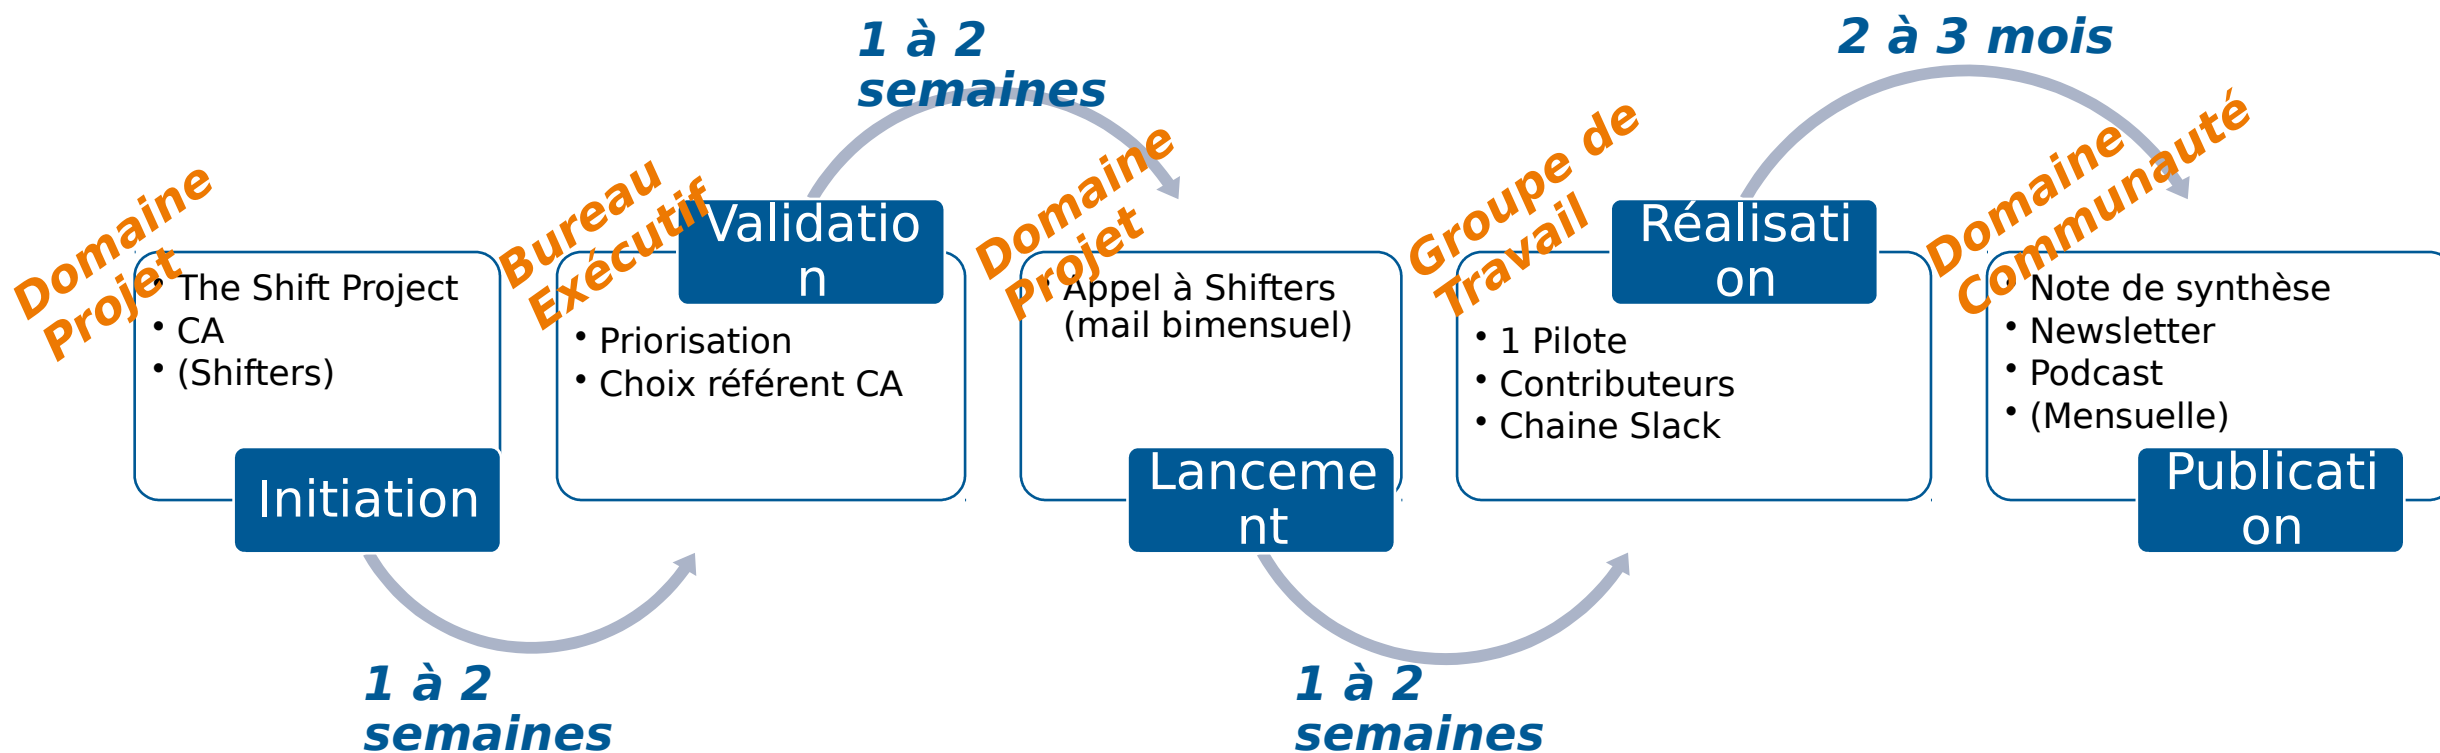 Domaine
Projet
• The Shift Project
• CA
• (Shifters)
Initiation
1 à 2
semaines
Bureau
Exécutif
Validatio
n
• Priorisation
• Choix référent CA
1 à 2
semaines
Domaine
Projet
• Appel à Shifters
(mail bimensuel)
Lanceme
nt
1 à 2
semaines
Groupe de
Travail
Réalisati
on
• 1 Pilote
• Contributeurs
• Chaine Slack
2 à 3 mois
Domaine
Communauté
• Note de synthèse
• Newsletter
• Podcast
• (Mensuelle)
Publicati
on